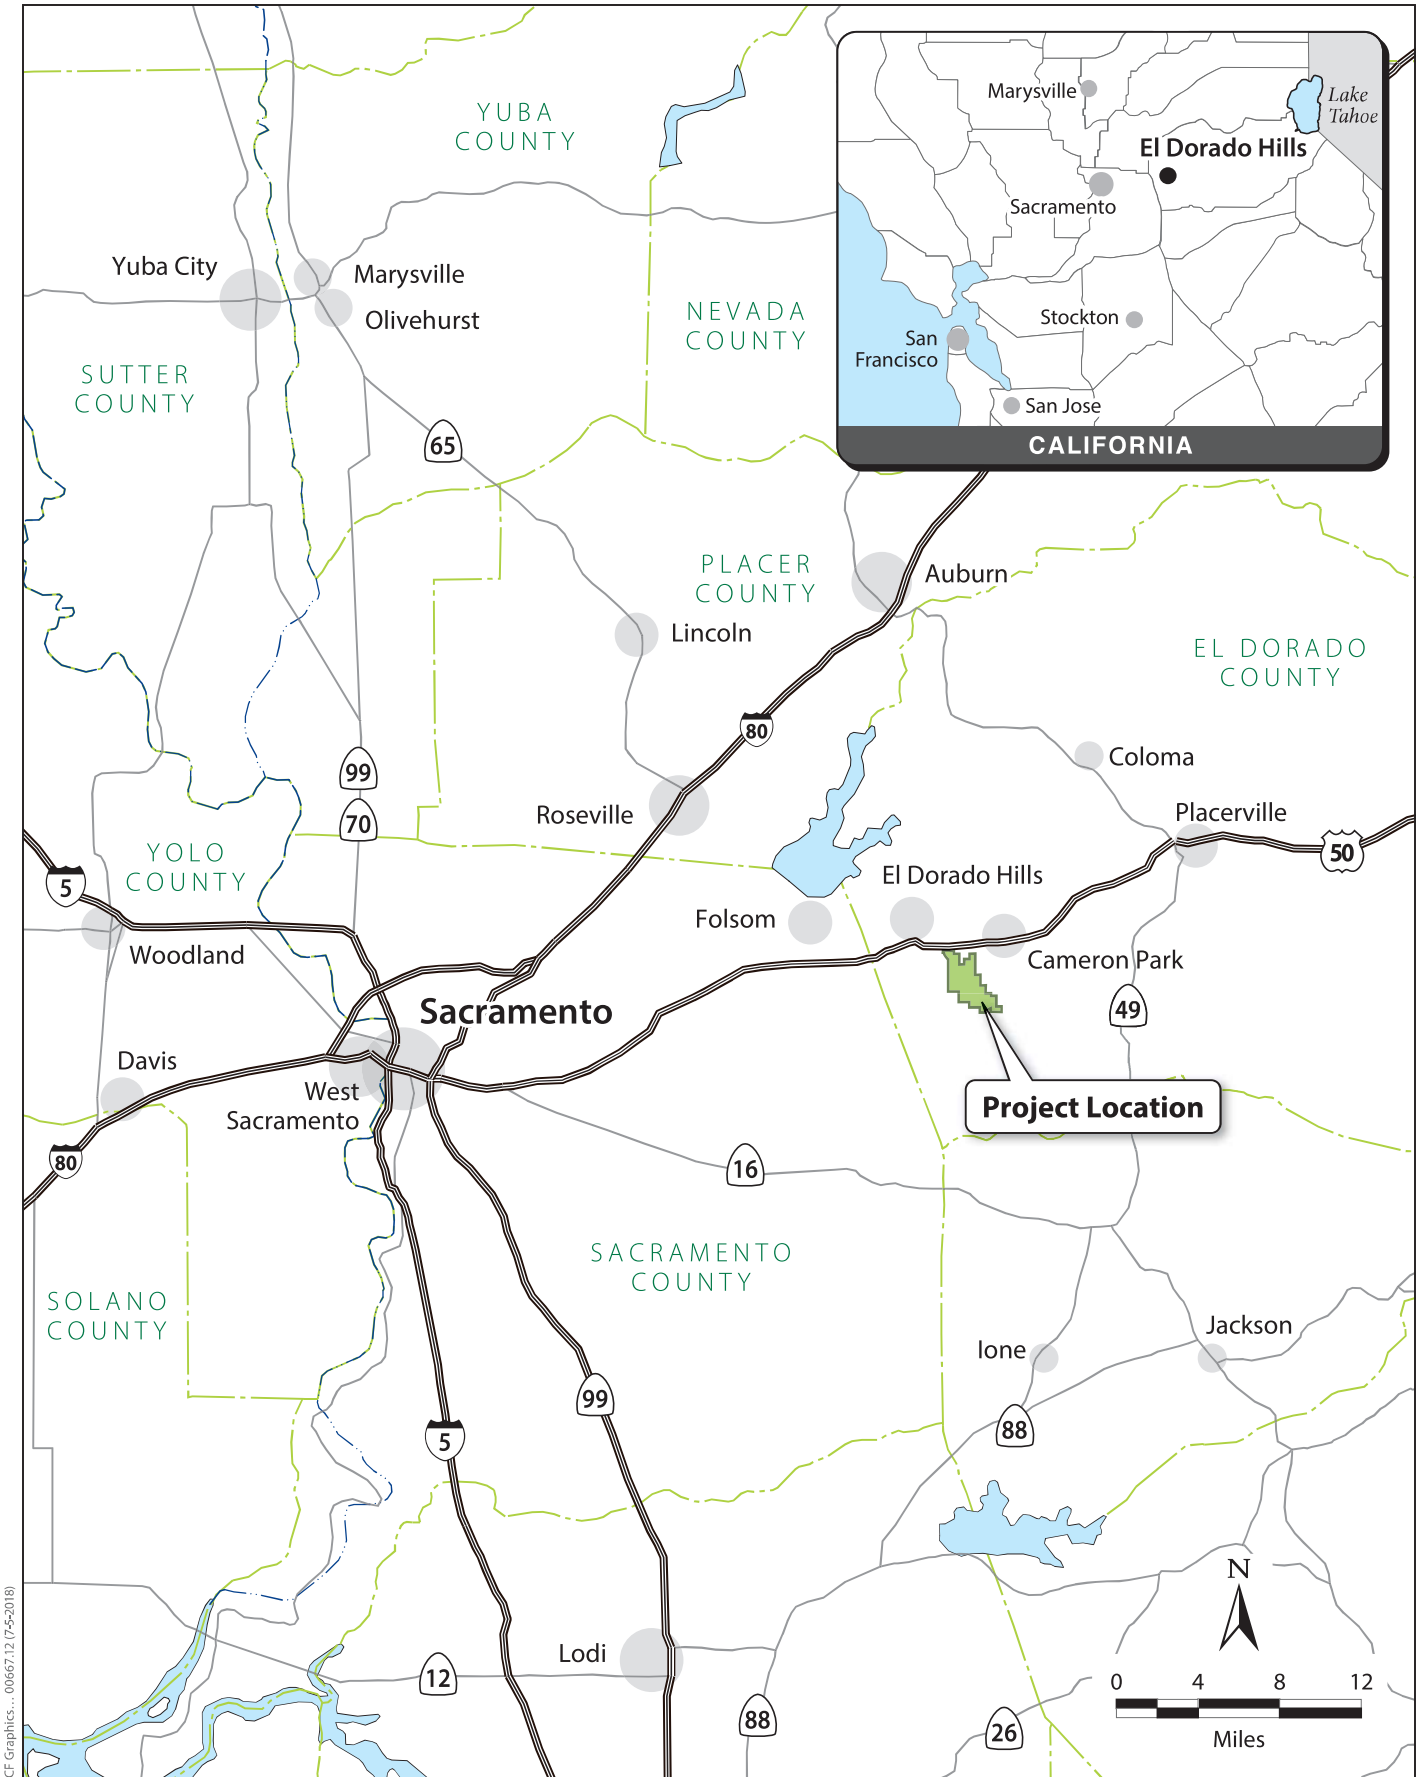 YUBA
COUNTY
Marysville
Lake
Tahoe
El Dorado Hills
Sacramento
Stockton
San
Francisco
San Jose
CALIFORNIA
Yuba City
Marysville
Olivehurst
NEVADA
COUNTY
SUTTER
COUNTY
65
PLACER
COUNTY
Auburn
Lincoln
EL DORADO
COUNTY
80
Coloma
99
70
Roseville
Placerville
50
YOLO
COUNTY
5
El Dorado Hills
Folsom
Woodland
Cameron Park
Sacramento
49
Davis
West
Sacramento
Project Location
80
16
SACRAMENTO
COUNTY
SOLANO
COUNTY
Ione
Jackson
99
88
5
N
Lodi
12
88
26
0 4 8 12
Miles
CF Graphics... 00667.12 (7-5-2018)